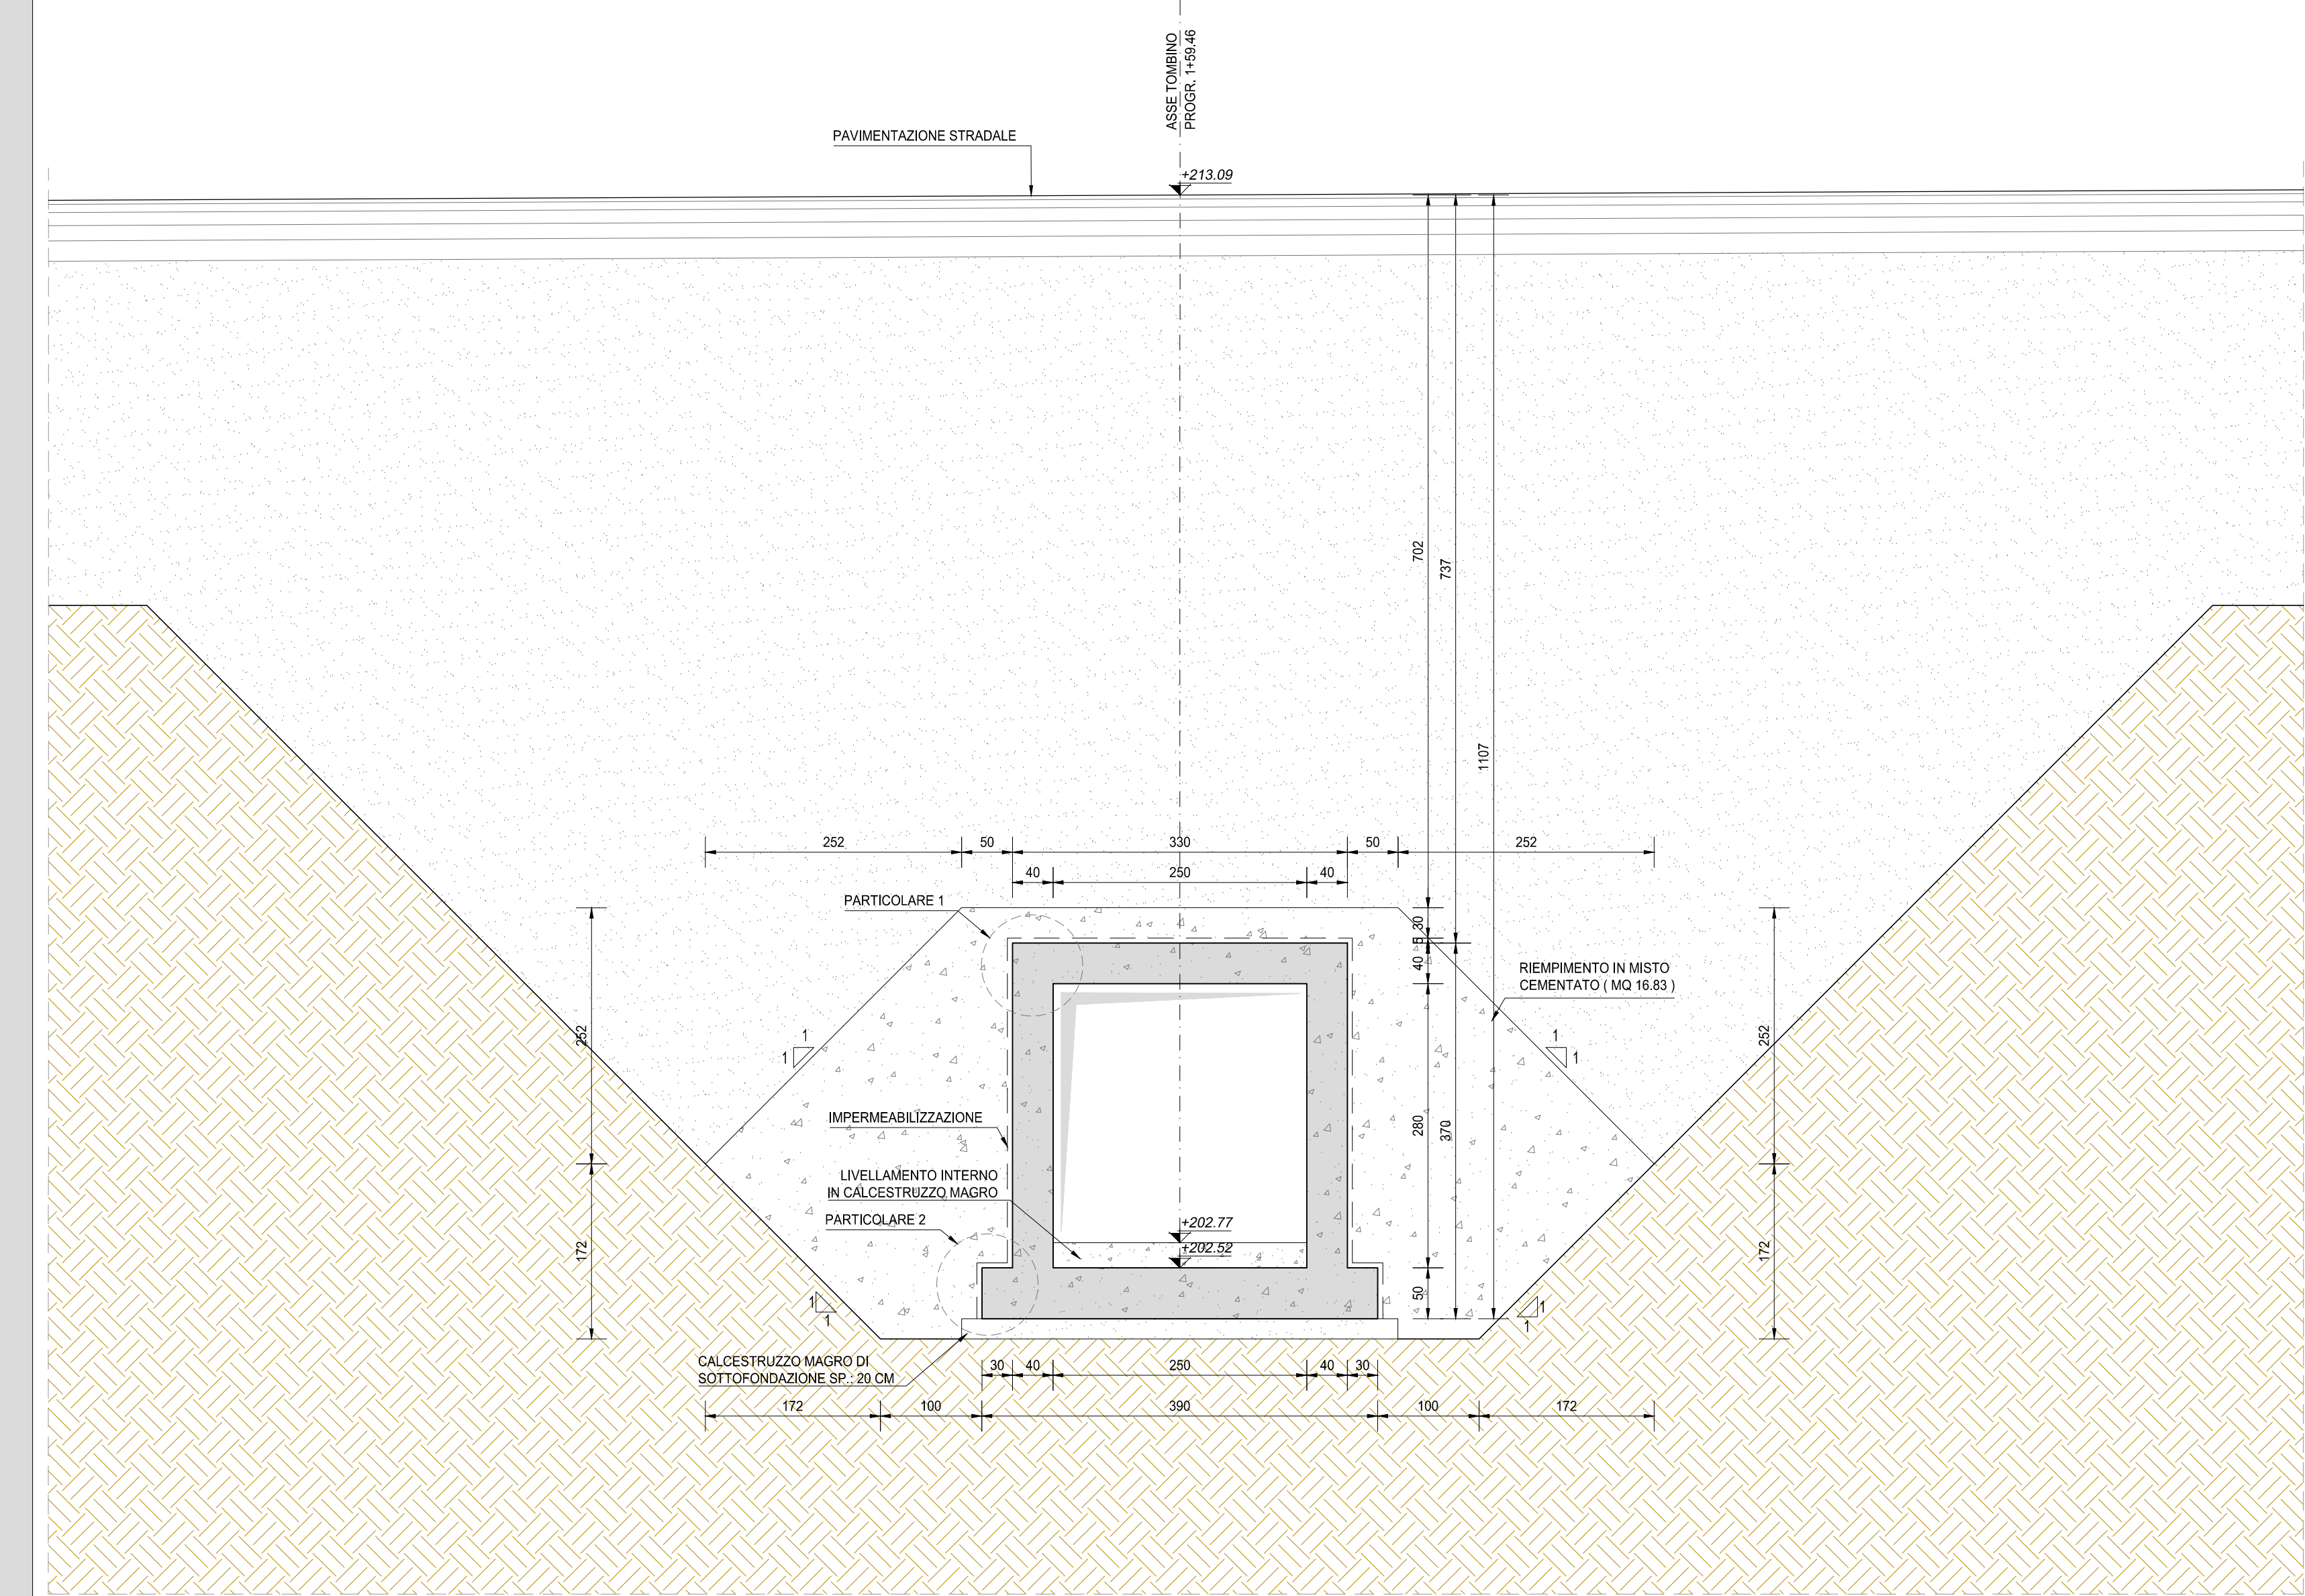 ASSE TOMBINO
PROGR. 1+59.46
PAVIMENTAZIONE STRADALE
+213.09
702
737
1107
252 50 330 50 252
40 250 40
PARTICOLARE 1
30
5
40
RIEMPIMENTO IN MISTO
CEMENTATO ( MQ 16.83 )
252
252
1
1
1
1
IMPERMEABILIZZAZIONE
280
370
LIVELLAMENTO INTERNO
IN CALCESTRUZZO MAGRO
PARTICOLARE 2
+202.77
+202.52
172
172
50
1
1
1
1
CALCESTRUZZO MAGRO DI
SOTTOFONDAZIONE SP.: 20 CM
30 40 250 40 30
172 100 390 100 172